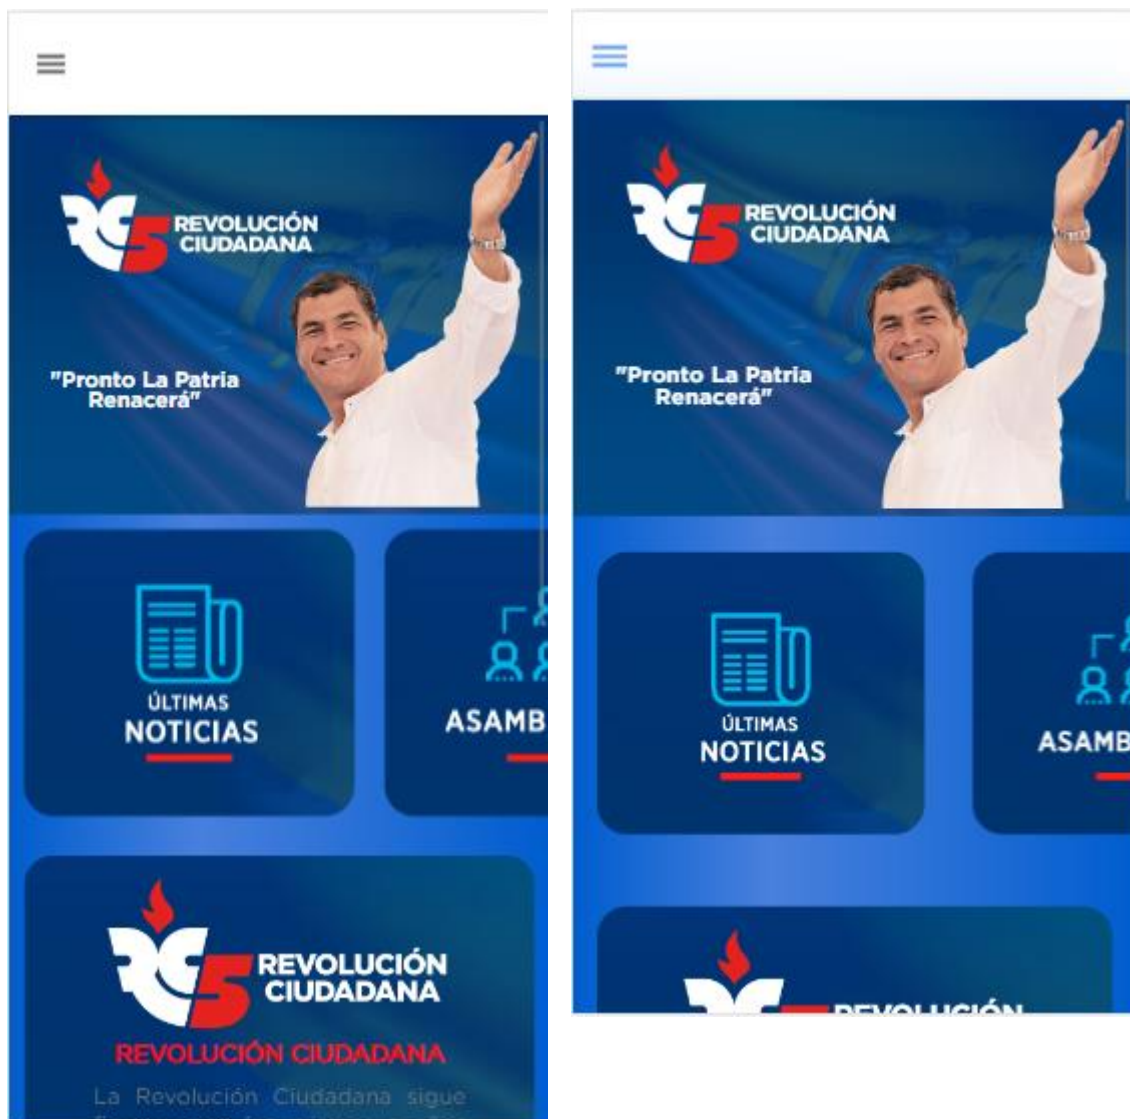 REVOLUCIÓN
CIUDADANA
"Pronto La Patria
Renacerá"
ÚLTIMAS
NOTICIAS
ASAMB
REVOLUCIÓN
CIUDADANA
REVOLUCIÓN CIUDADANA
La Revolución Ciudadana sigue
REVOLUCIÓN
CIUDADANA
"Pronto La Patria
Renacerá"
ÚLTIMAS
NOTICIAS
ASAMB
REVOLUCIÓN